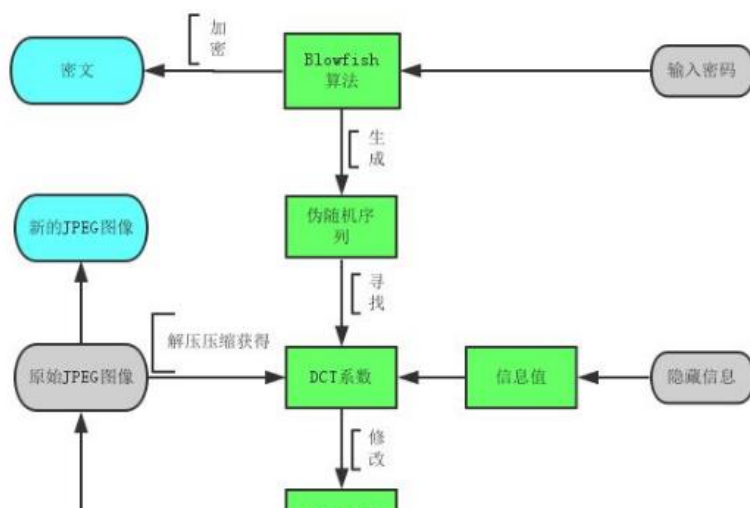 加
密
密文
Blowfish
算法
输入密码
生
成
新的JPEG图像
伪随机序
列
寻
找
解压压缩获得
原始JPEG图像
DCT系数
信息值
隐藏信息
修
改